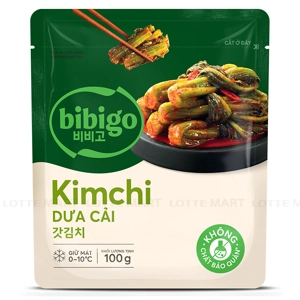 CẮT Ở ĐÂY
bibigo
비비고
Kimchi
DƯA CẢI
갓김치
GIỮ MÁT
0-10°C
KHỐI LƯỢNG TỊNH
100g
KHÔNG
CHẤT BẢO QUẢN
LOTTE MART